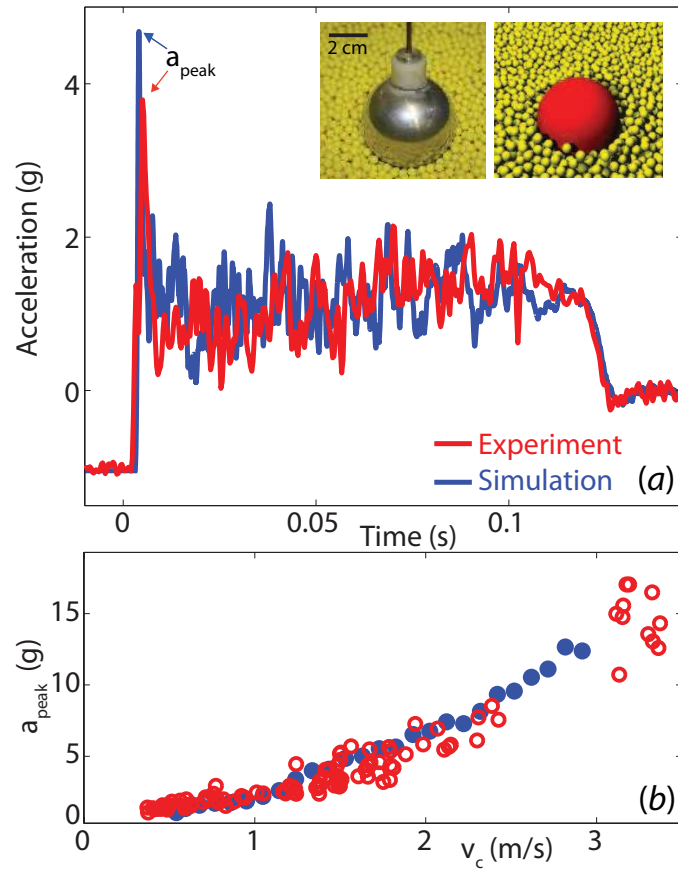 4
2
0
Acceleration (g)
a_peak
2 cm
Experiment
Simulation
(a)
0
0.05
0.1
Time (s)
15
10
5
0
a_peak
(g)
(b)
0
1
2
3
v_c (m/s)